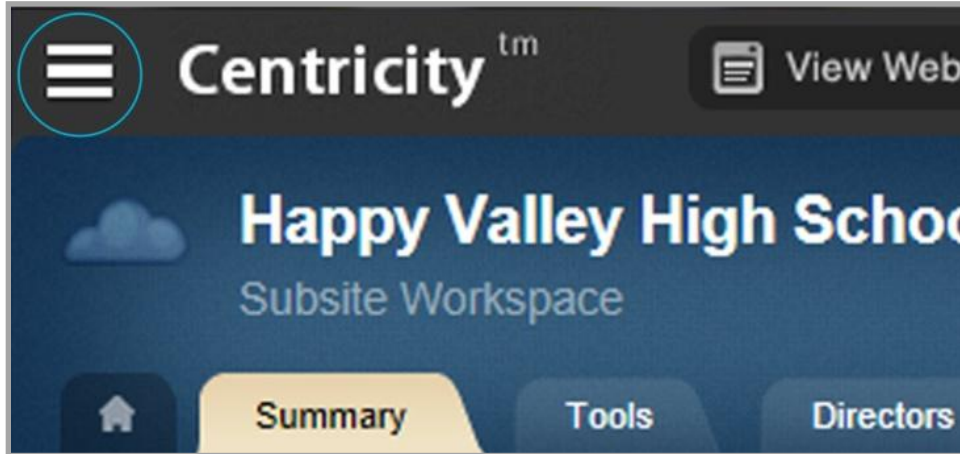 Centricity tm
View Web
Happy Valley High Schoo
Subsite Workspace
Summary
Tools
Directors